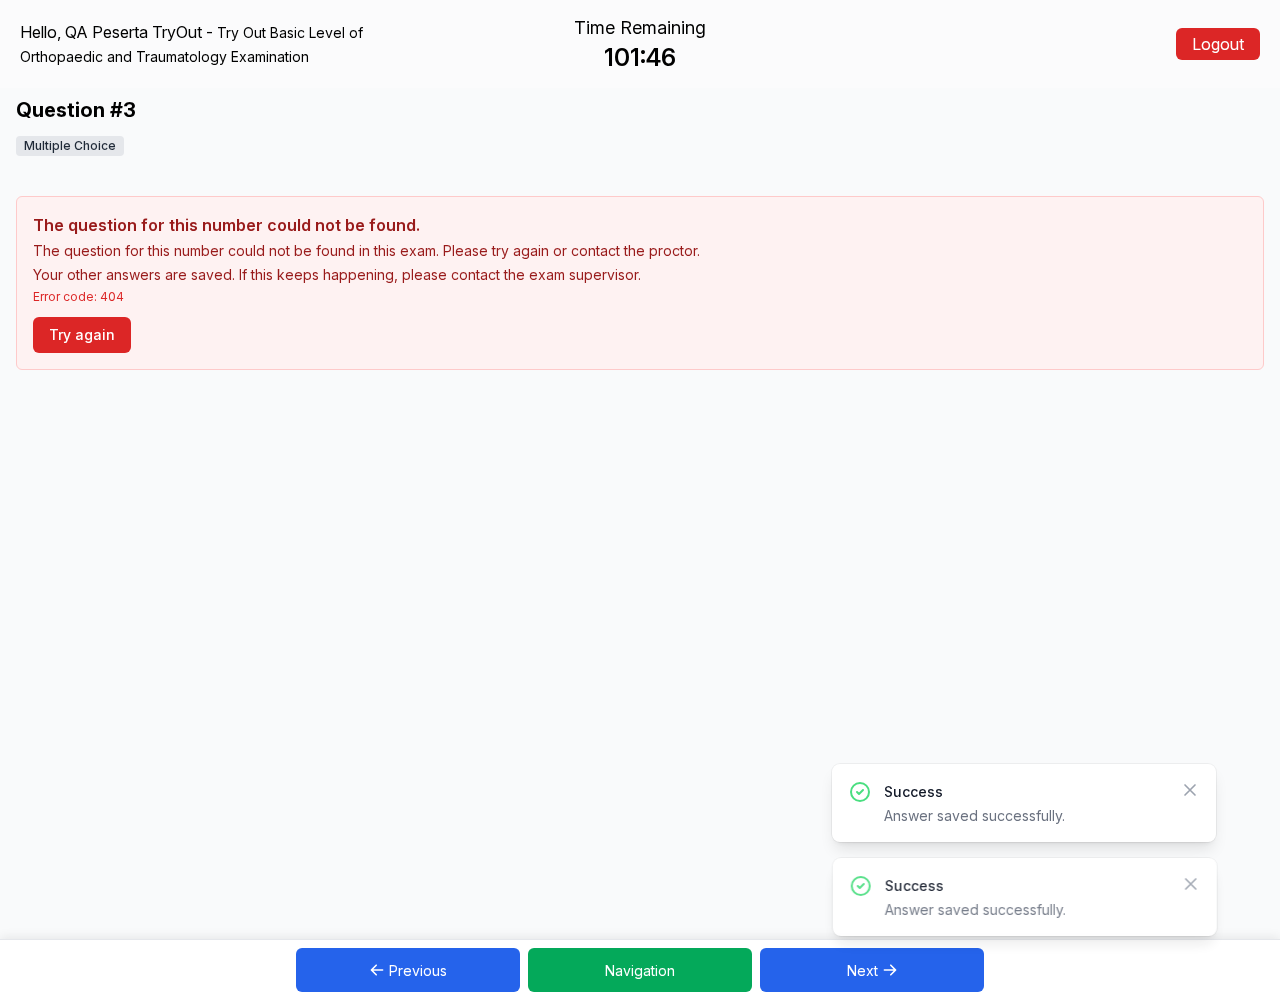 Hello, QA Peserta TryOut - Try Out Basic Level of
Orthopaedic and Traumatology Examination
Time Remaining
101:46
Logout
Question #3
Multiple Choice
The question for this number could not be found.
The question for this number could not be found in this exam. Please try again or contact the proctor.
Your other answers are saved. If this keeps happening, please contact the exam supervisor.
Error code: 404
Try again
Success
Answer saved successfully.
Success
Answer saved successfully.
← Previous
Navigation
Next →